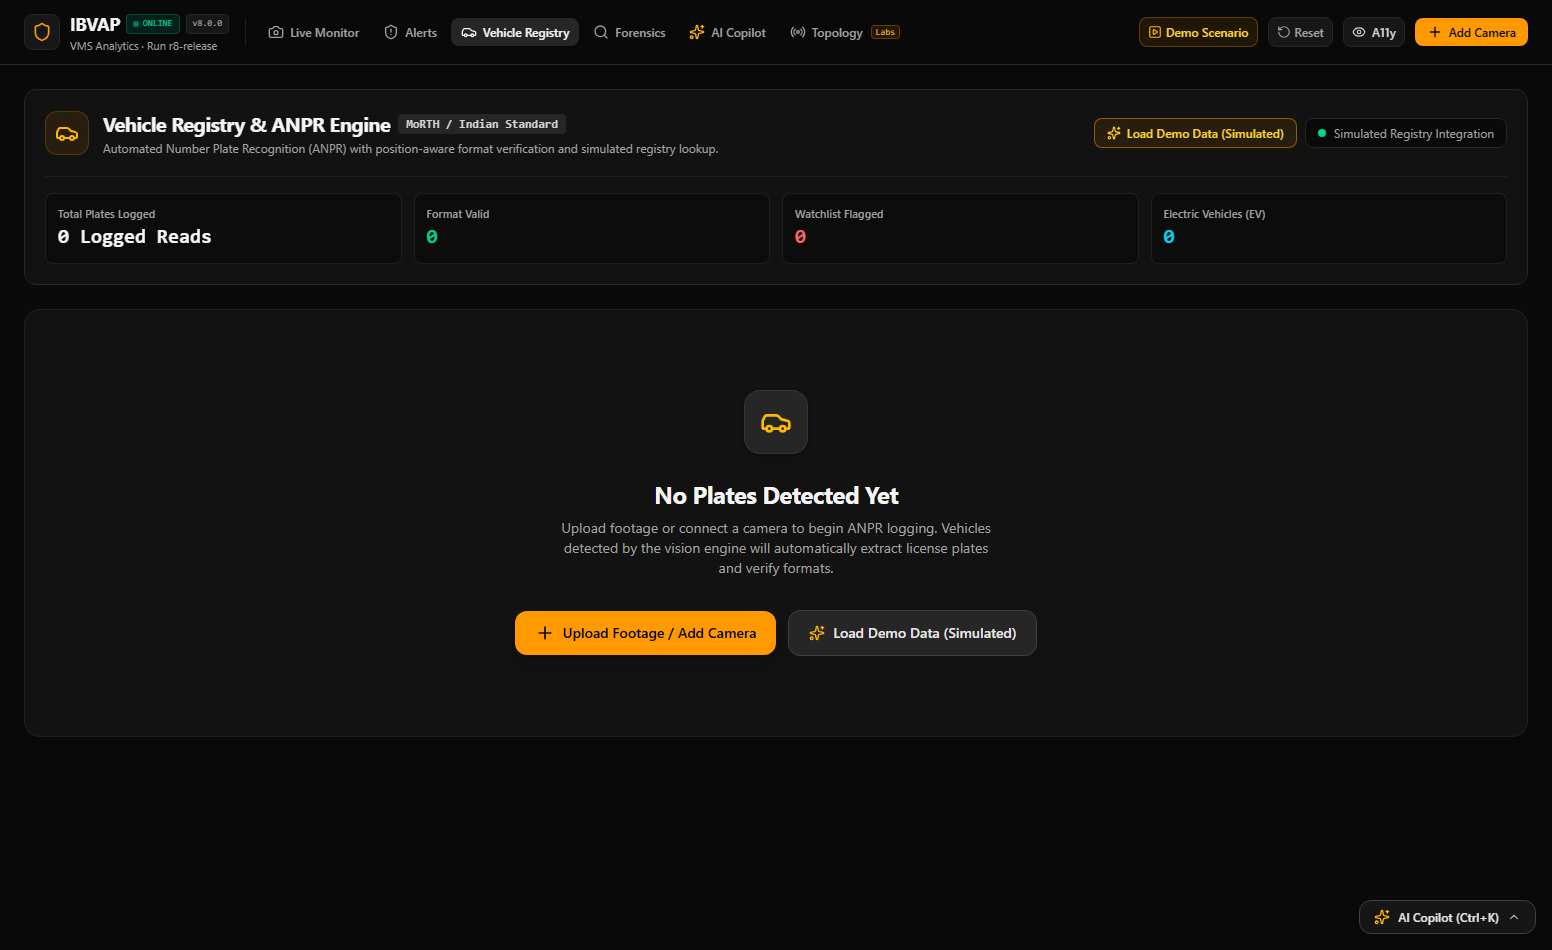 IBVAP ONLINE v8.0.0
VMS Analytics · Run r8-release
Live Monitor
Alerts
Vehicle Registry
Forensics
AI Copilot
Topology Labs
Demo Scenario
Reset
A11y
Add Camera
Vehicle Registry & ANPR Engine MoRTH / Indian Standard
Automated Number Plate Recognition (ANPR) with position-aware format verification and simulated registry lookup.
Load Demo Data (Simulated)
Simulated Registry Integration
Total Plates Logged
0 Logged Reads
Format Valid
0
Watchlist Flagged
0
Electric Vehicles (EV)
0
No Plates Detected Yet
Upload footage or connect a camera to begin ANPR logging. Vehicles
detected by the vision engine will automatically extract license plates
and verify formats.
Upload Footage / Add Camera
Load Demo Data (Simulated)
AI Copilot (Ctrl+K)